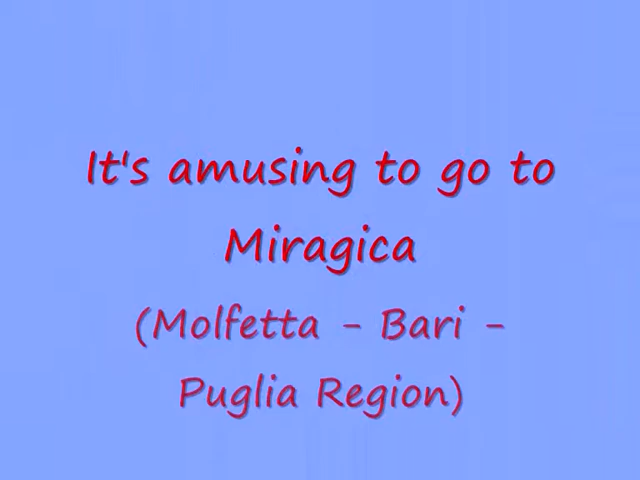 It's amusing to go to
Miragica
(Molfetta - Bari -
Puglia Region)